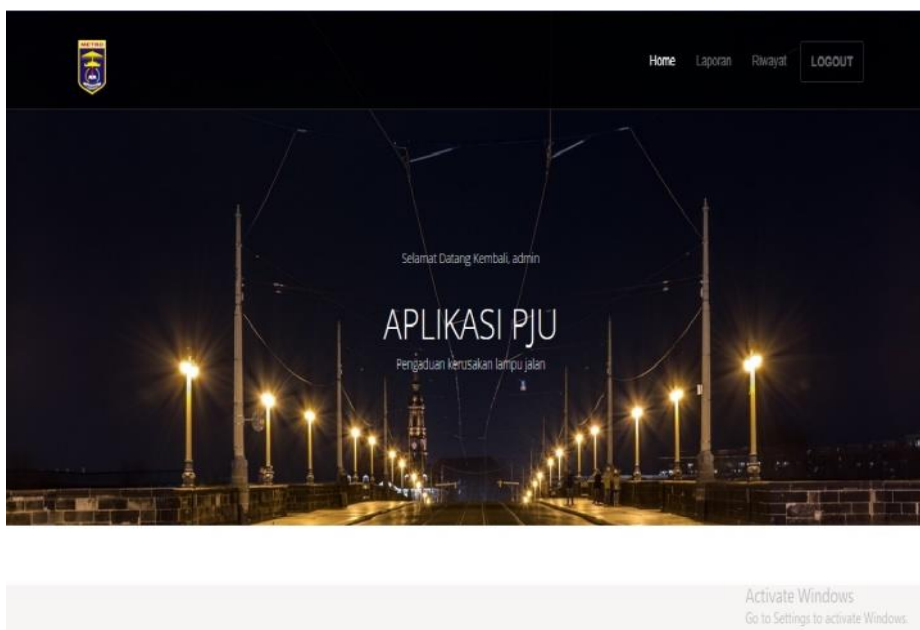 METRO
Home Laporan Riwayat LOGOUT
Selamat Datang Kembali, admin
APLIKASI PJU
Pengaduan kerusakan lampu jalan
Activate Windows
Go to Settings to activate Windows.